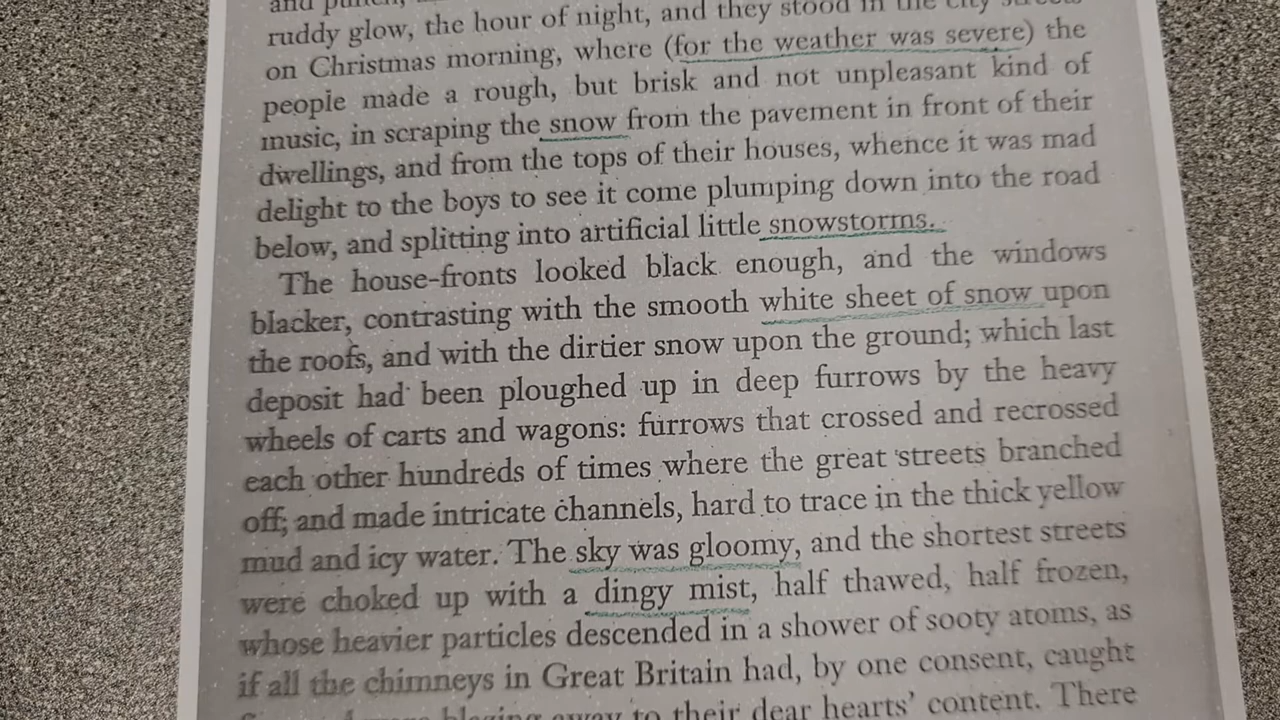 and punch,
ruddy glow, the hour of night, and they stood in the city streets
on Christmas morning, where (for the weather was severe) the
people made a rough, but brisk and not unpleasant kind of
music, in scraping the snow from the pavement in front of their
dwellings, and from the tops of their houses, whence it was mad
delight to the boys to see it come plumping down into the road
below, and splitting into artificial little snowstorms.
The house-fronts looked black enough, and the windows
blacker, contrasting with the smooth white sheet of snow upon
the roofs, and with the dirtier snow upon the ground; which last
deposit had been ploughed up in deep furrows by the heavy
wheels of carts and wagons: furrows that crossed and recrossed
each other hundreds of times where the great streets branched
off; and made intricate channels, hard to trace in the thick yellow
mud and icy water. The sky was gloomy, and the shortest streets
were choked up with a dingy mist, half thawed, half frozen,
whose heavier particles descended in a shower of sooty atoms, as
if all the chimneys in Great Britain had, by one consent, caught
blazing away to their dear hearts' content. There